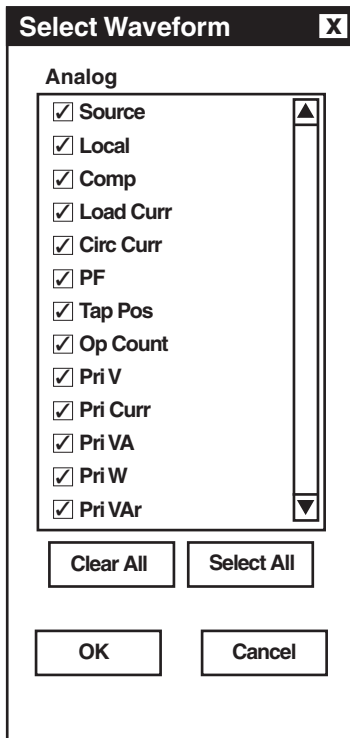 Select Waveform X
Analog
Source
Local
Comp
Load Curr
Circ Curr
PF
Tap Pos
Op Count
Pri V
Pri Curr
Pri VA
Pri W
Pri VAr
Clear All Select All
OK Cancel